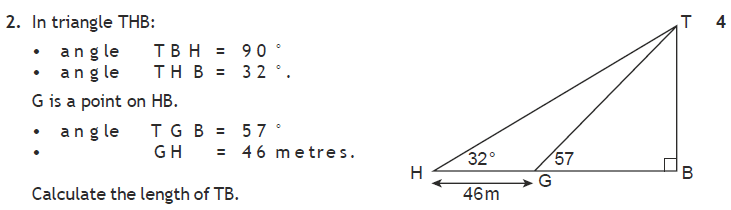 2. In triangle THB: 4
• angle TBH = 90°
• angle THB = 32°.
G is a point on HB.
• angle TGB = 57°
• GH = 46 metres.
Calculate the length of TB.
T
32°
57
H
G
B
46m